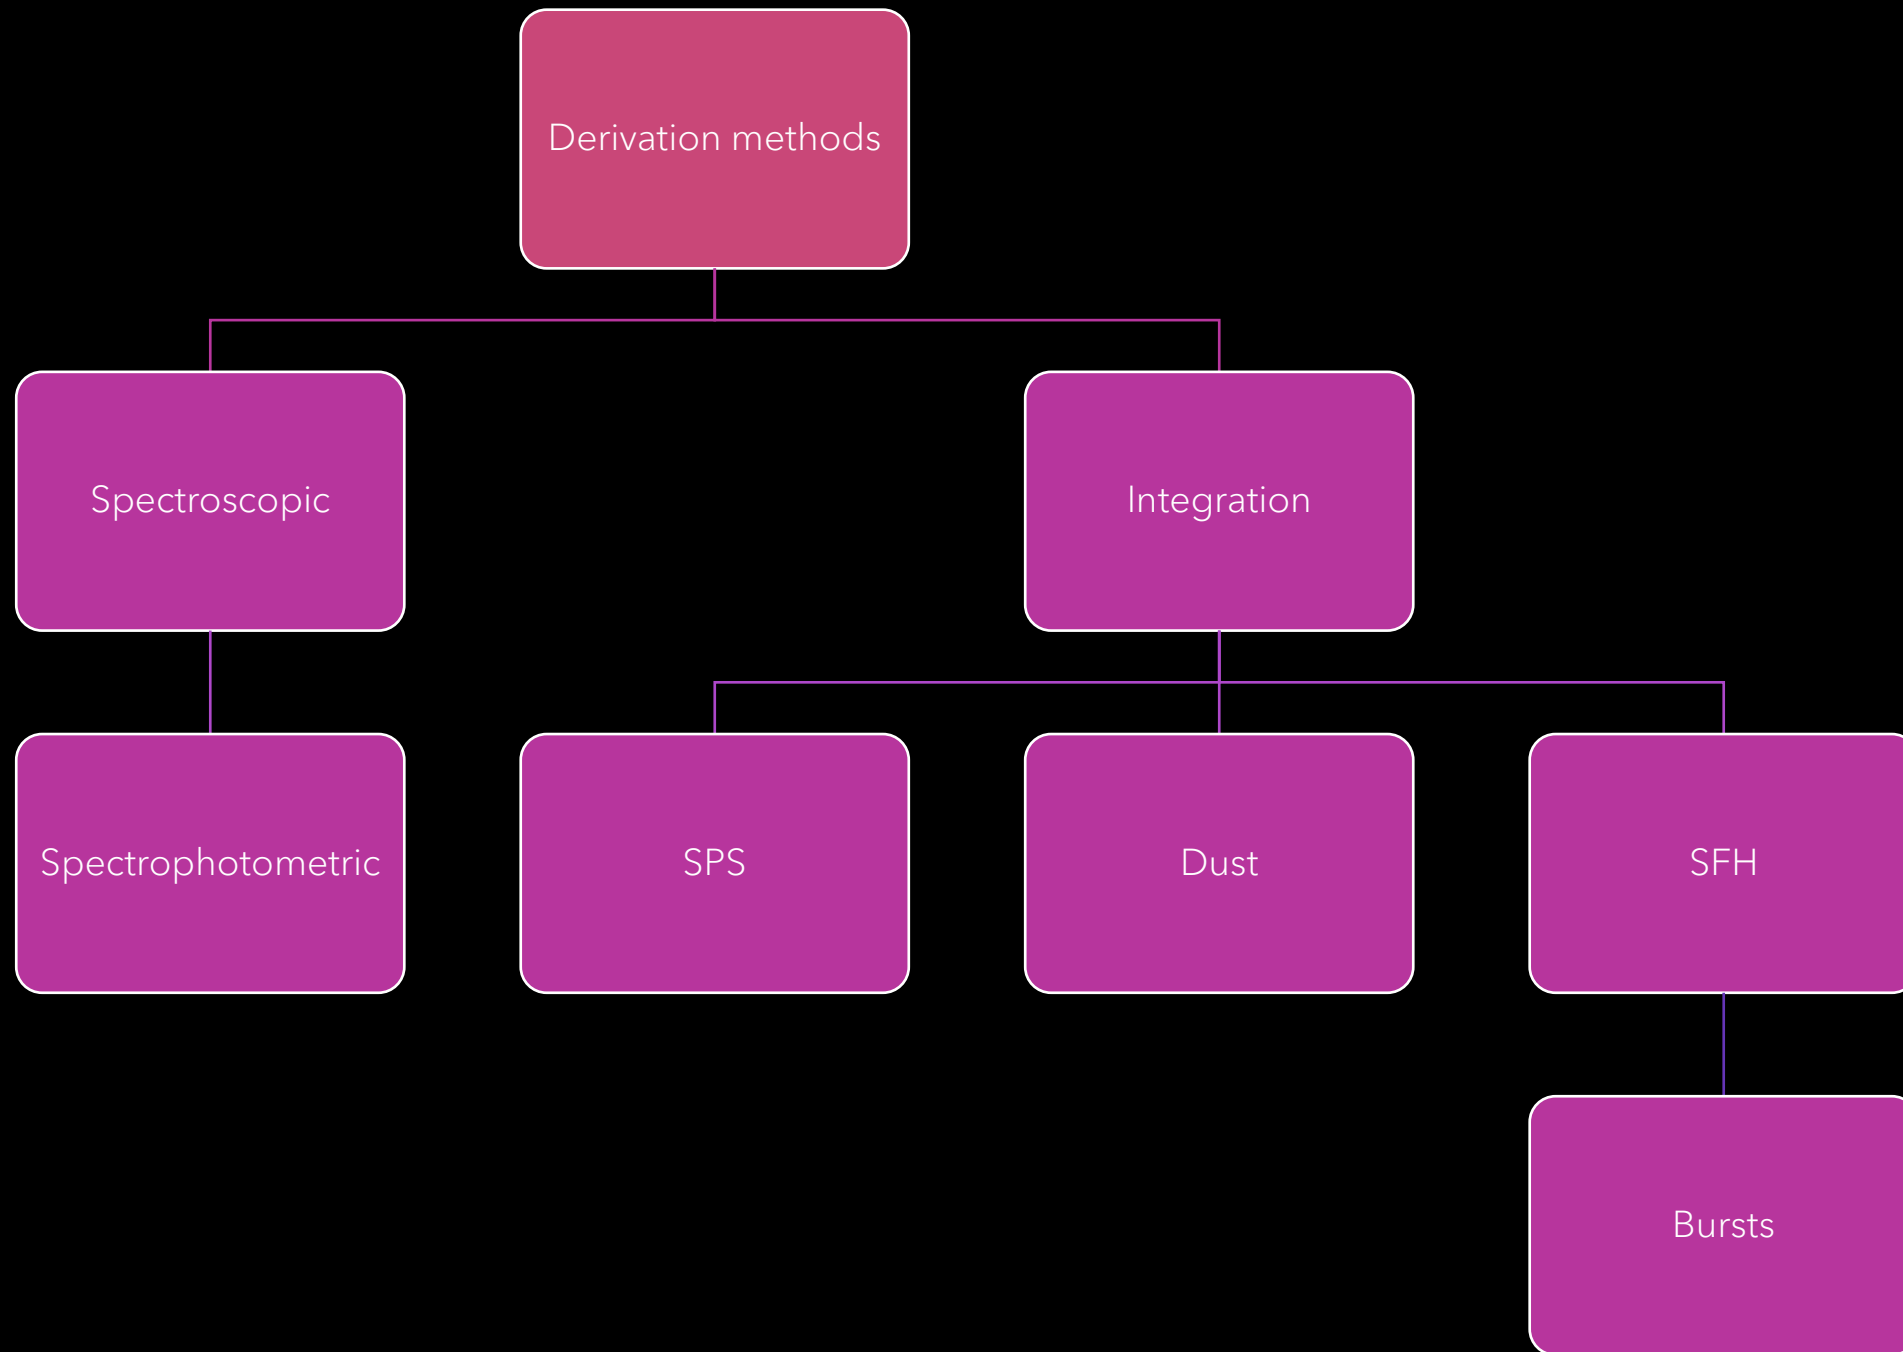 Derivation methods
Spectroscopic
Integration
Spectrophotometric
SPS
Dust
SFH
Bursts